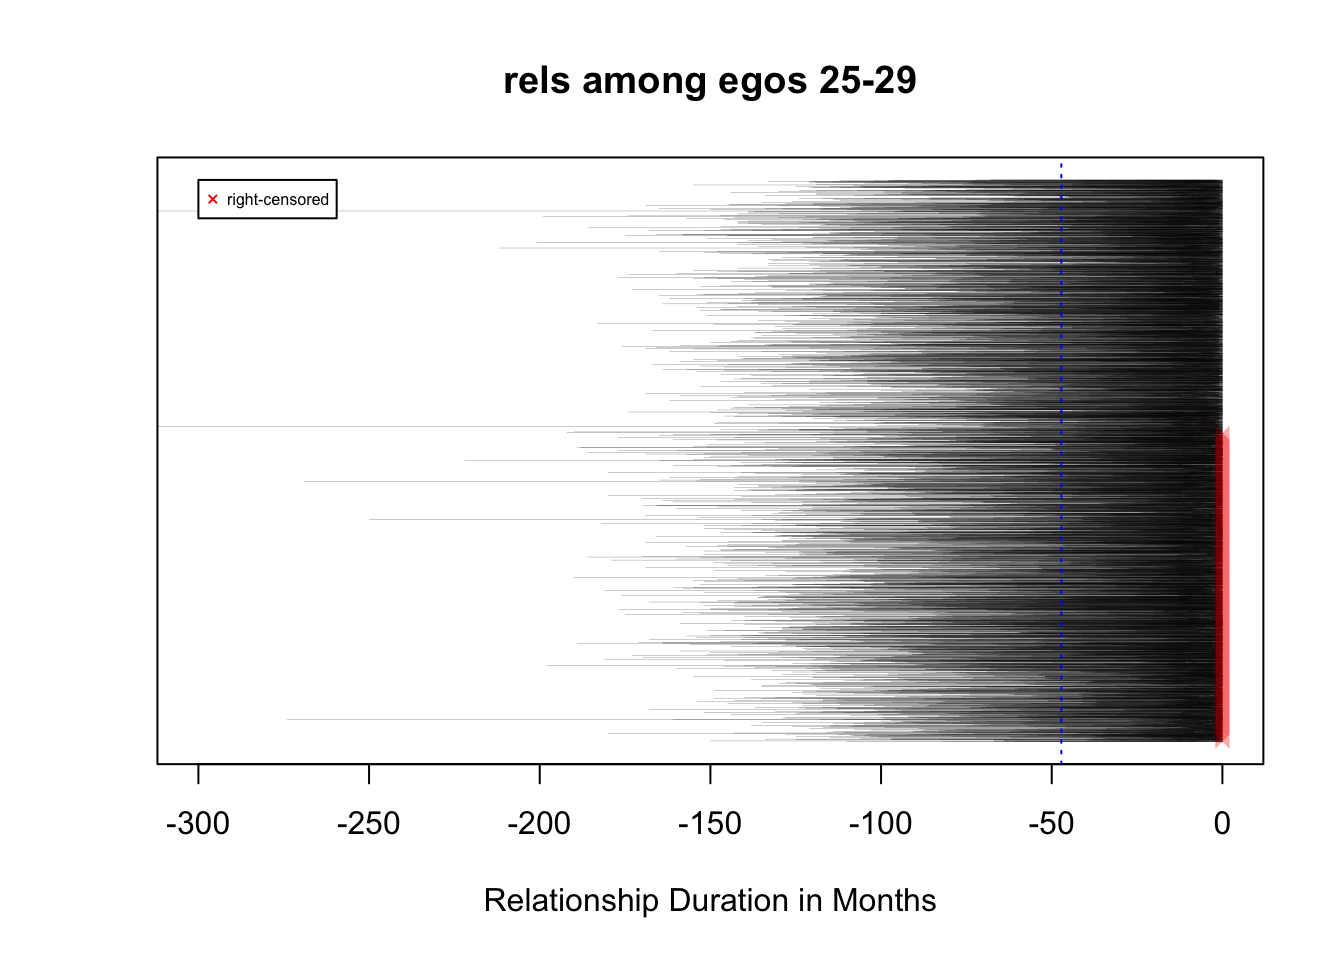 rels among egos 25-29
right-censored
-300 -250 -200 -150 -100 -50 0
Relationship Duration in Months